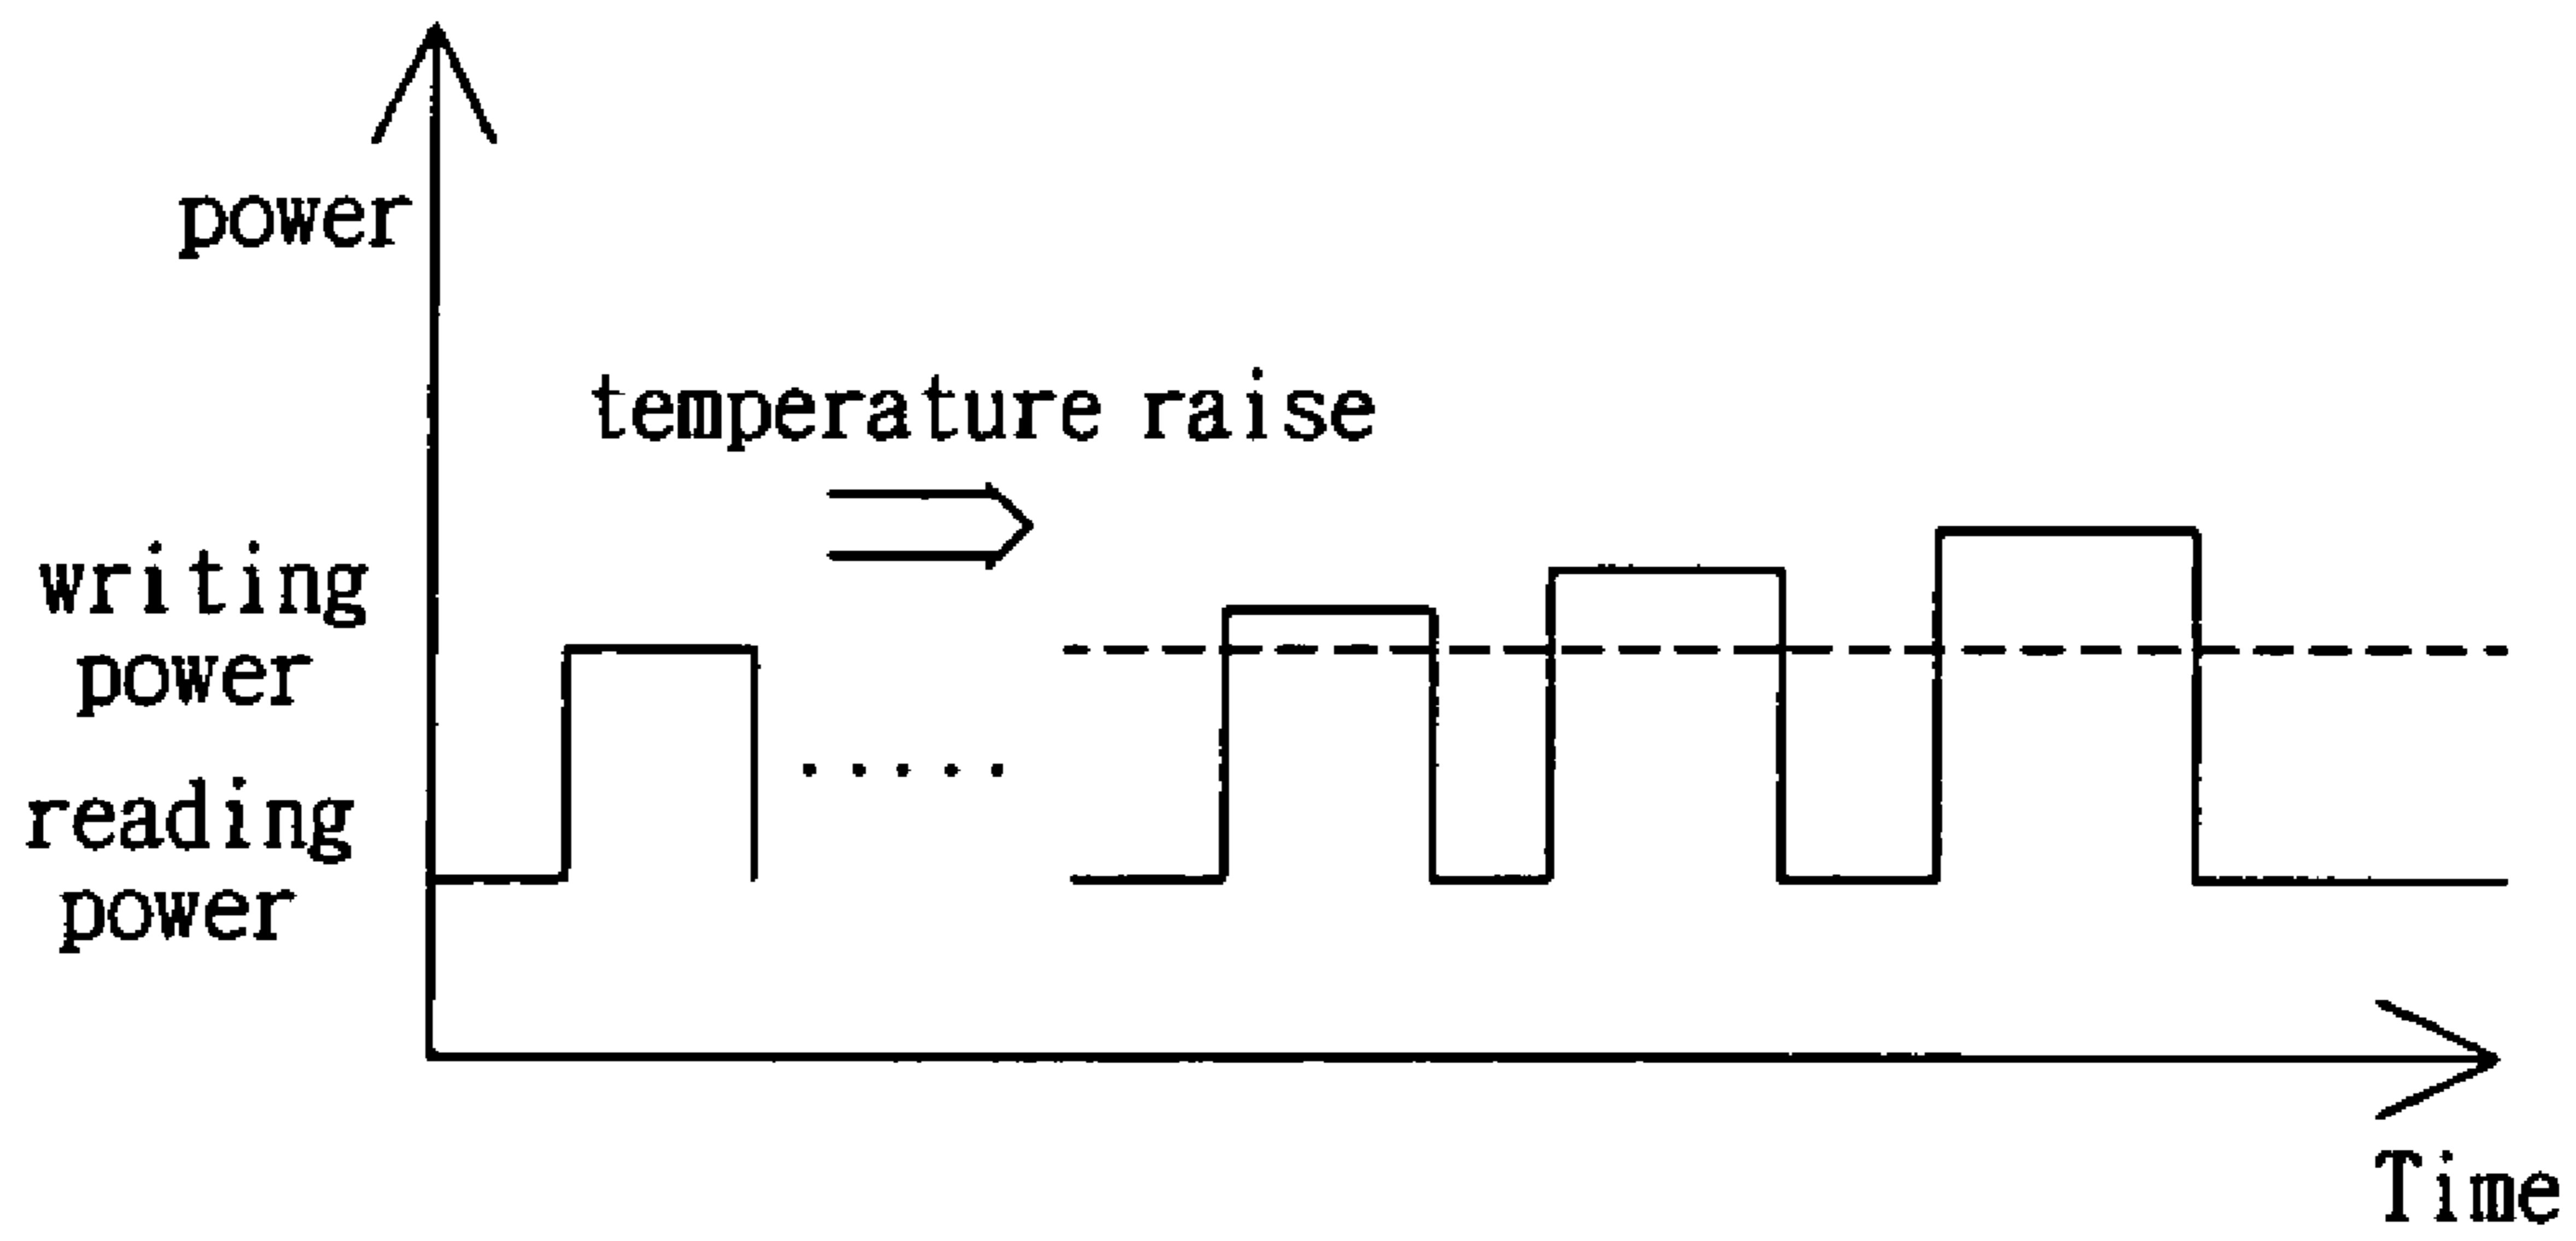 power
temperature raise
writing
power
reading
power
Time